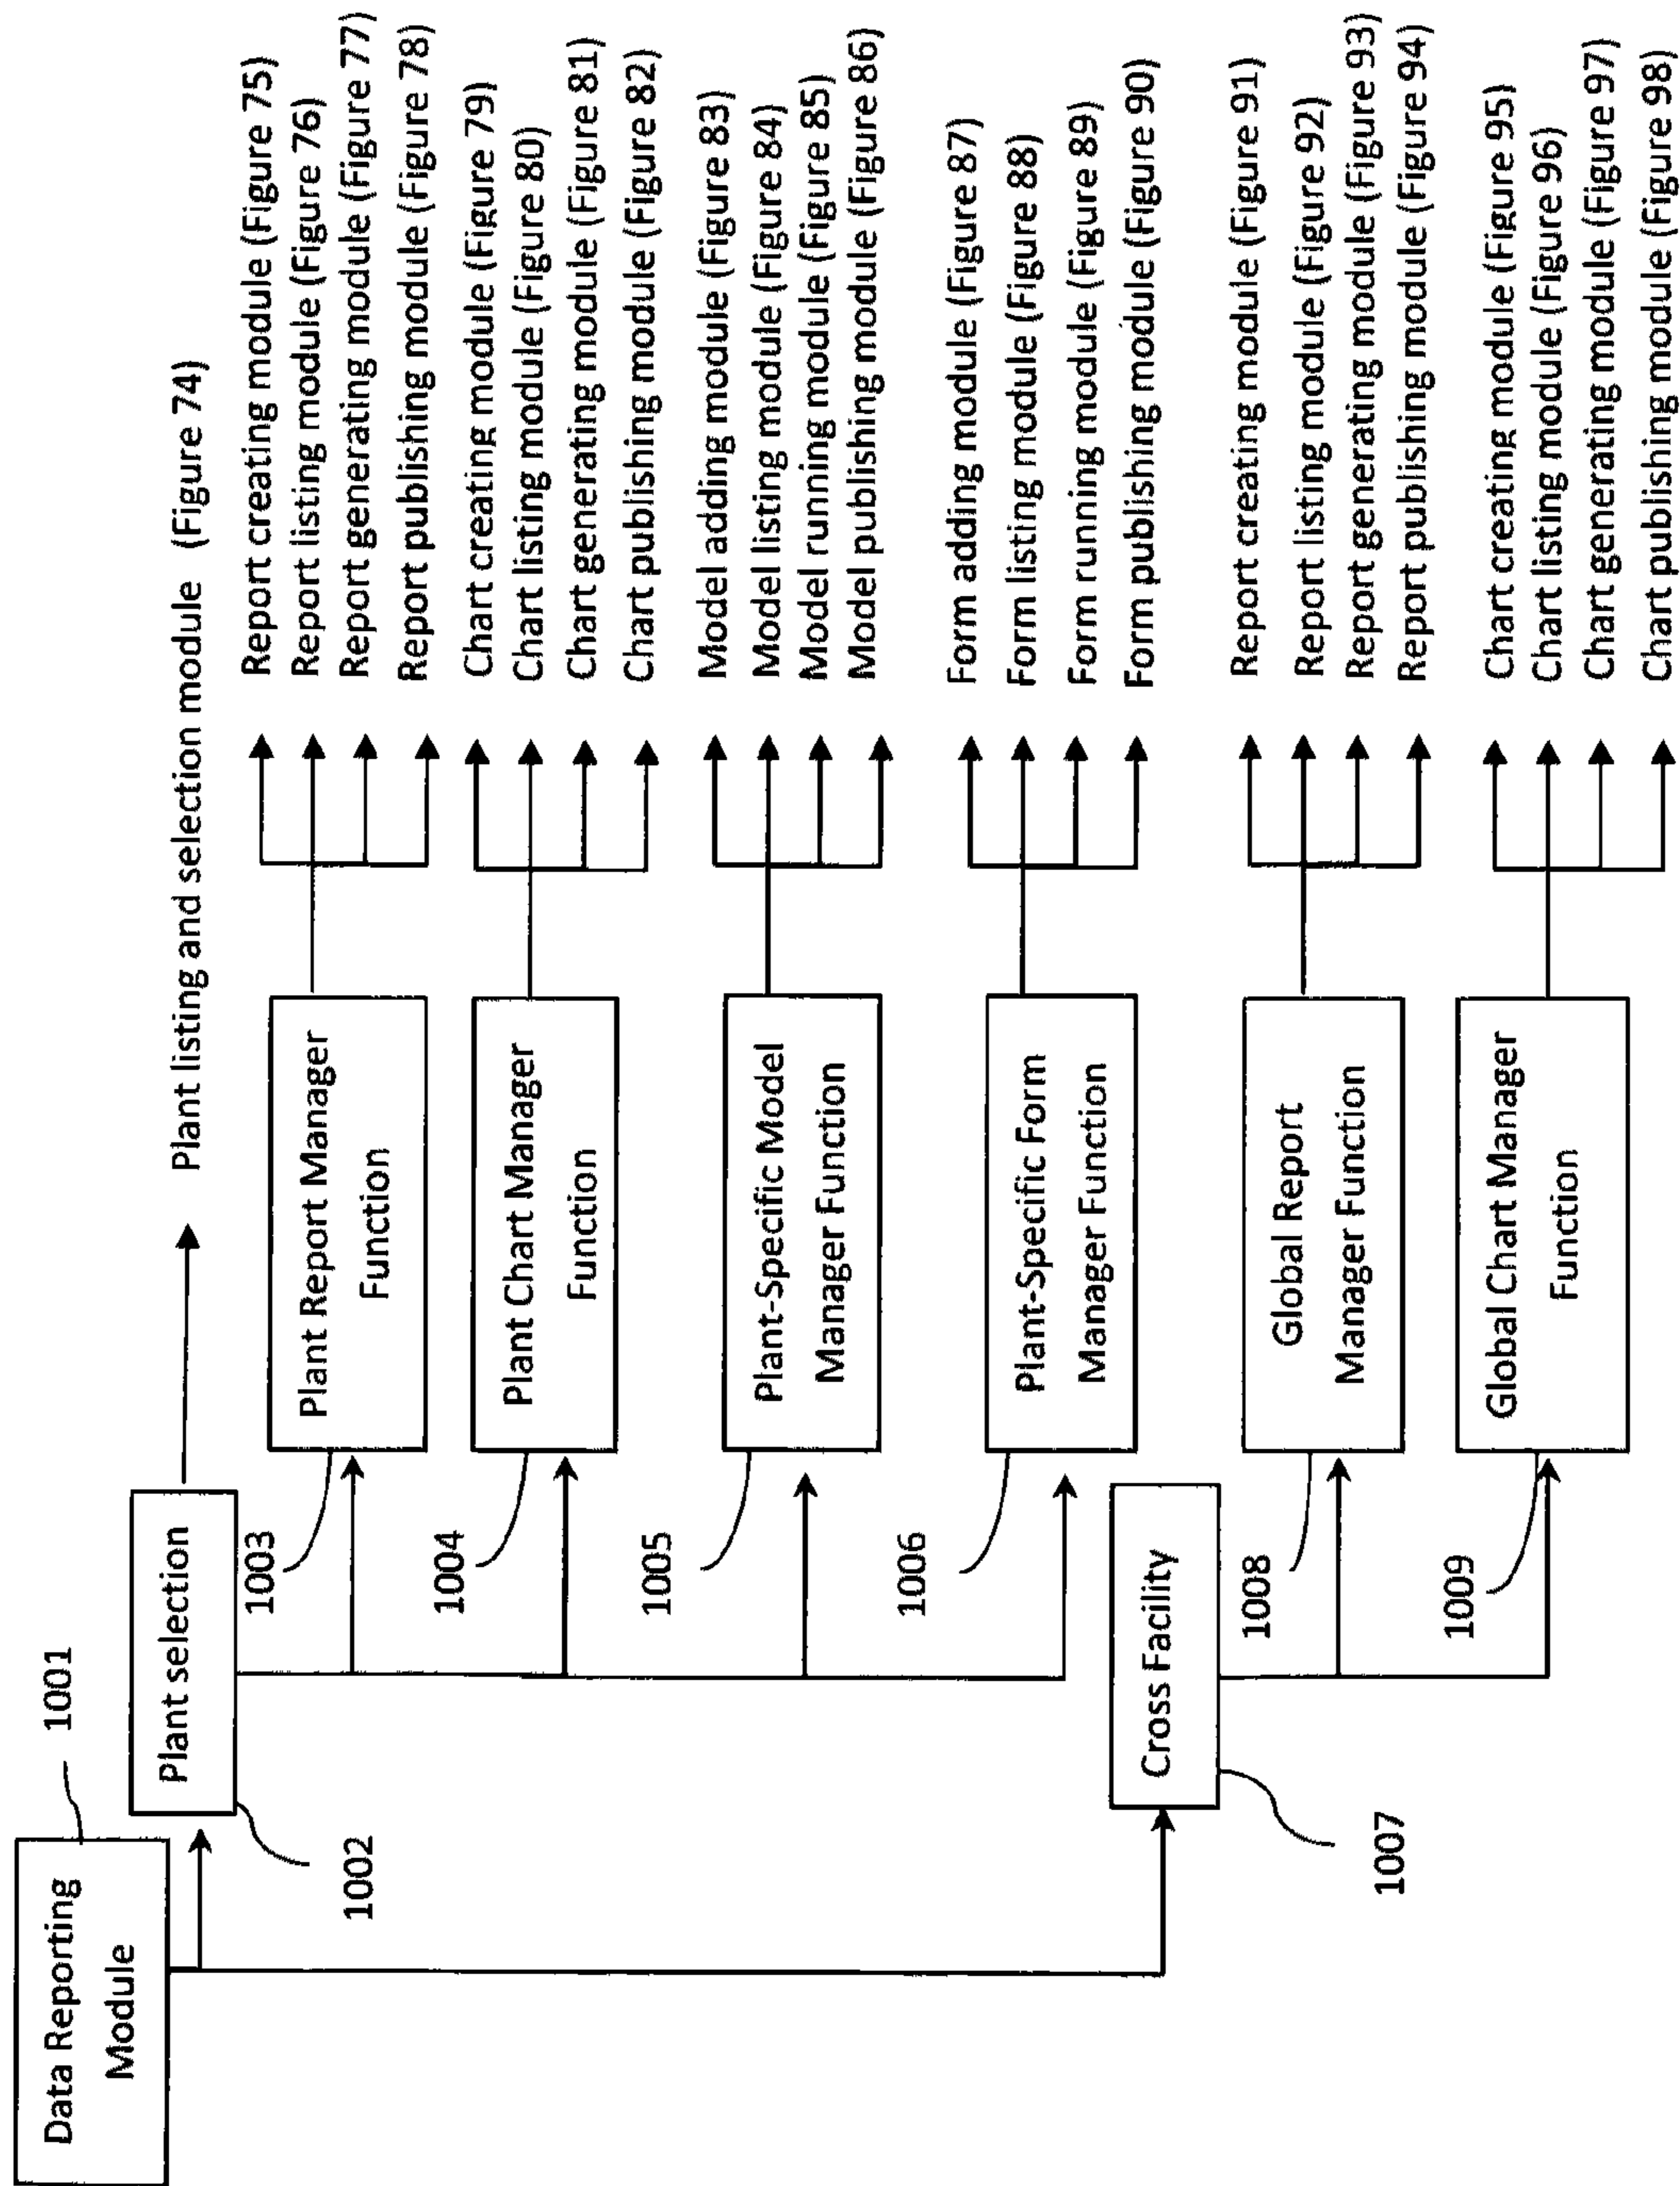 Data Reporting
Module
1001
Plant selection
1002
Plant listing and selection module (Figure 74)
1003
Plant Report Manager
Function
Report creating module (Figure 75)
Report listing module (Figure 76)
Report generating module (Figure 77)
Report publishing module (Figure 78)
1004
Plant Chart Manager
Function
Chart creating module (Figure 79)
Chart listing module (Figure 80)
Chart generating module (Figure 81)
Chart publishing module (Figure 82)
1005
Plant-Specific Model
Manager Function
Model adding module (Figure 83)
Model listing module (Figure 84)
Model running module (Figure 85)
Model publishing module (Figure 86)
1006
Plant-Specific Form
Manager Function
Form adding module (Figure 87)
Form listing module (Figure 88)
Form running module (Figure 89)
Form publishing module (Figure 90)
Cross Facility
1007
1008
Global Report
Manager Function
Report creating module (Figure 91)
Report listing module (Figure 92)
Report generating module (Figure 93)
Report publishing module (Figure 94)
1009
Global Chart Manager
Function
Chart creating module (Figure 95)
Chart listing module (Figure 96)
Chart generating module (Figure 97)
Chart publishing module (Figure 98)